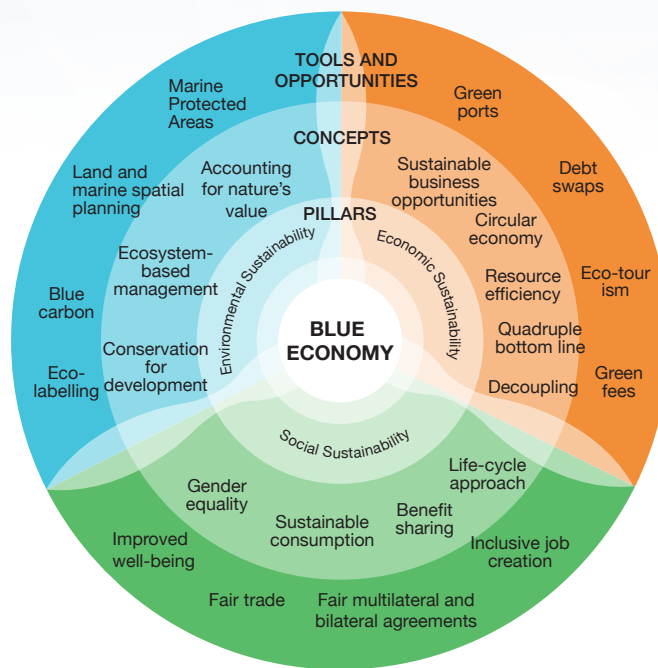 TOOLS AND
OPPORTUNITIES
CONCEPTS
PILLARS
BLUE
ECONOMY
Environmental Sustainability
Economic Sustainability
Social Sustainability
Marine
Protected
Areas
Land and
marine spatial
planning
Blue
carbon
Eco-
labelling
Accounting
for nature's
value
Ecosystem-
based
management
Conservation
for
development
Green
ports
Debt
swaps
Eco-tour
ism
Green
fees
Sustainable
business
opportunities
Circular
economy
Resource
efficiency
Quadruple
bottom line
Decoupling
Gender
equality
Sustainable
consumption
Benefit
sharing
Life-cycle
approach
Improved
well-being
Fair trade
Fair multilateral and
bilateral agreements
Inclusive job
creation